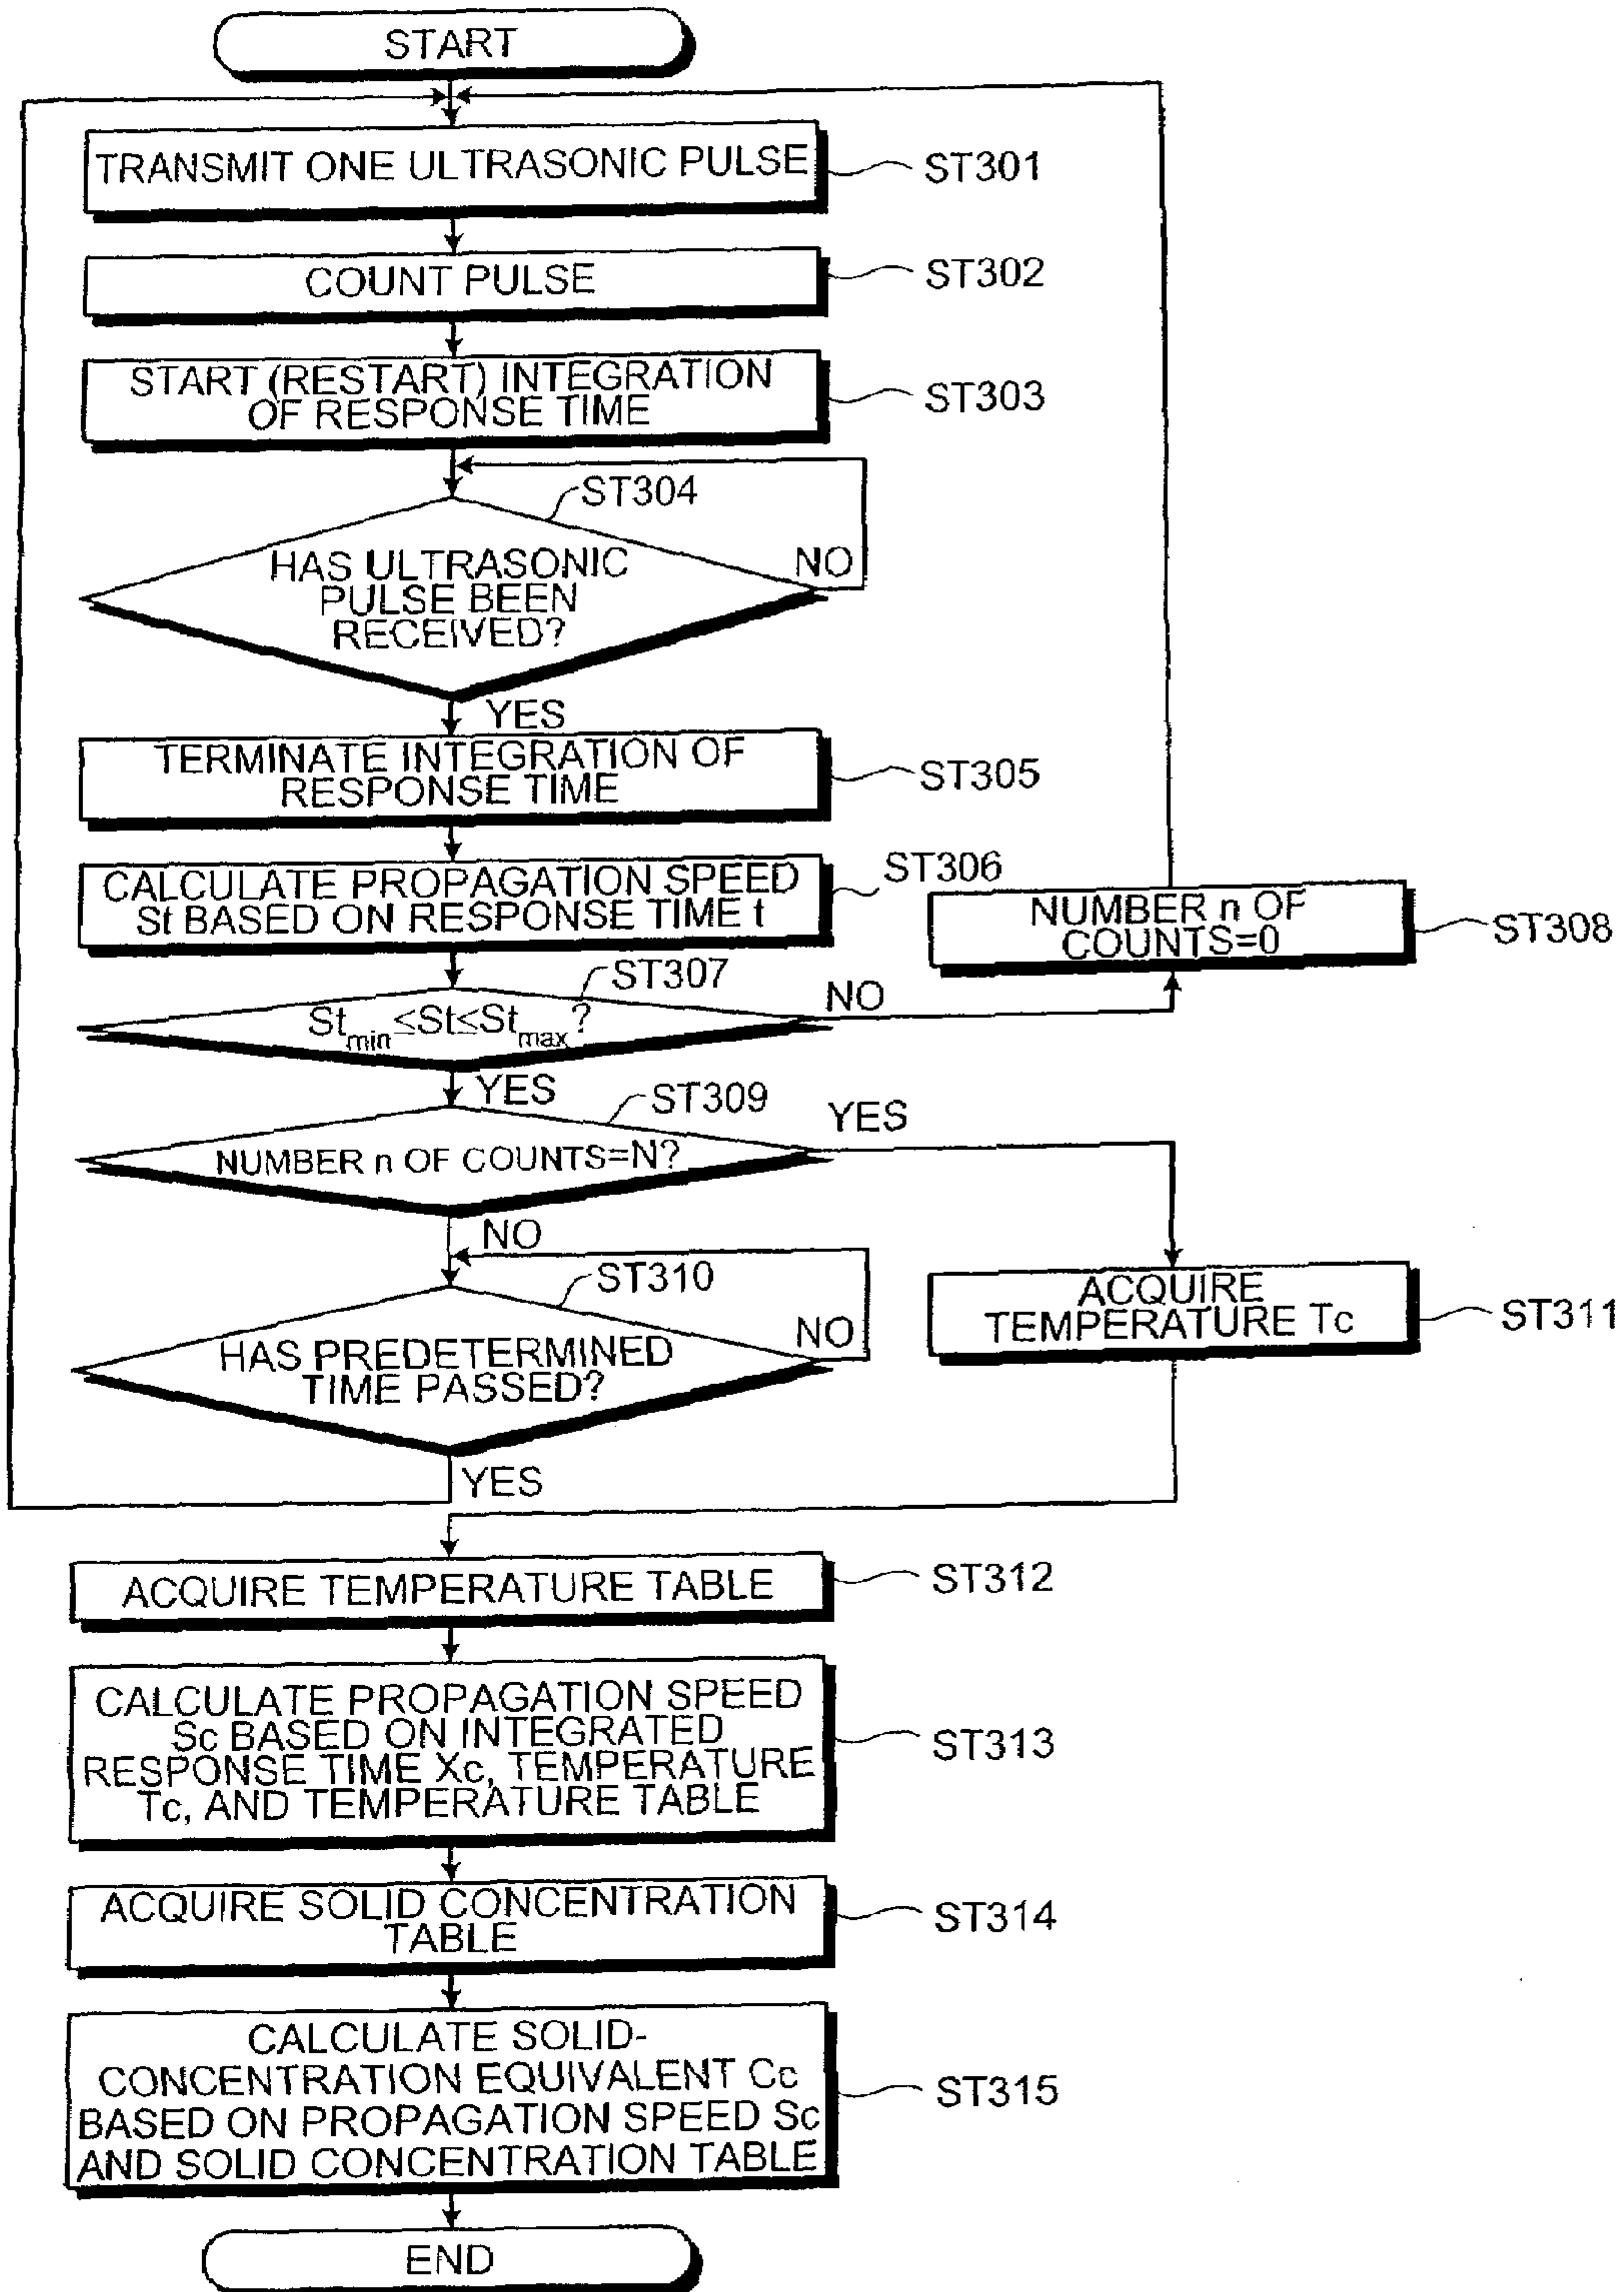 START
TRANSMIT ONE ULTRASONIC PULSE
ST301
COUNT PULSE
ST302
START (RESTART) INTEGRATION
OF RESPONSE TIME
ST303
ST304
HAS ULTRASONIC
PULSE BEEN
RECEIVED?
NO
YES
TERMINATE INTEGRATION OF
RESPONSE TIME
ST305
CALCULATE PROPAGATION SPEED
St BASED ON RESPONSE TIME t
ST306
NUMBER n OF
COUNTS=0
ST308
ST307
St_min≤St≤St_max?
NO
YES
ST309
NUMBER n OF COUNTS=N?
YES
NO
ST310
HAS PREDETERMINED
TIME PASSED?
NO
YES
ACQUIRE
TEMPERATURE Tc
ST311
ACQUIRE TEMPERATURE TABLE
ST312
CALCULATE PROPAGATION SPEED
Sc BASED ON INTEGRATED
RESPONSE TIME Xc, TEMPERATURE
Tc, AND TEMPERATURE TABLE
ST313
ACQUIRE SOLID CONCENTRATION
TABLE
ST314
CALCULATE SOLID-
CONCENTRATION EQUIVALENT Cc
BASED ON PROPAGATION SPEED Sc
AND SOLID CONCENTRATION TABLE
ST315
END